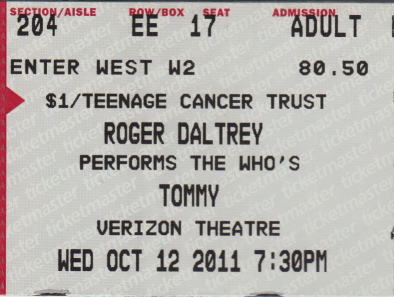 SECTION/AISLE ROW/BOX SEAT ADMISSION
204 EE 17 ADULT
ENTER WEST W2 80.50
$1/TEENAGE CANCER TRUST
ROGER DALTREY
PERFORMS THE WHO'S
TOMMY
VERIZON THEATRE
WED OCT 12 2011 7:30PM